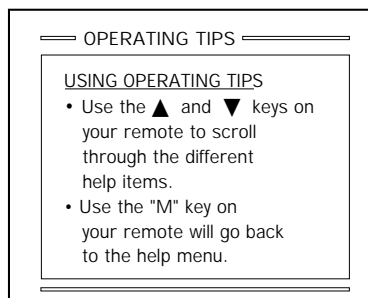 OPERATING TIPS
USING OPERATING TIPS
• Use the ▲ and ▼ keys on
your remote to scroll
through the different
help items.
• Use the "M" key on
your remote will go back
to the help menu.